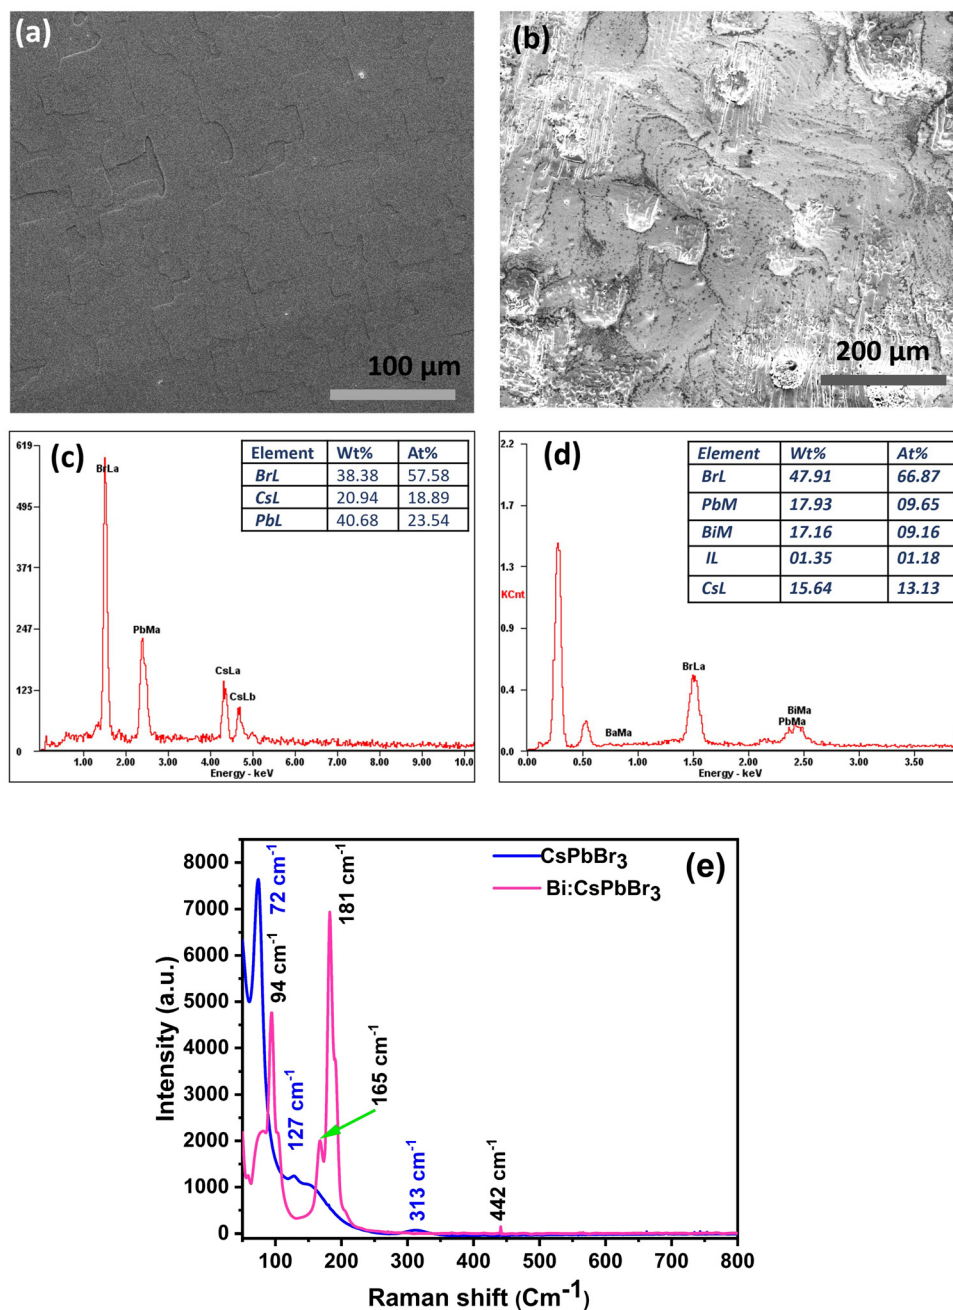 (a)
100 µm
(b)
200 µm
(c)
619
495
371
247
123
0
BrLa
PbMa
CsLa
CsLb
1.00 2.00 3.00 4.00 5.00 6.00 7.00 8.00 9.00 10.0
Energy - keV
Element Wt% At%
BrL 38.38 57.58
CsL 20.94 18.89
PbL 40.68 23.54
(d)
2.2
1.7
1.3
KCnt
0.9
0.4
0.0
BaMa
BrLa
BiMa
PbMa
0.00 0.50 1.00 1.50 2.00 2.50 3.00 3.50
Energy - keV
Element Wt% At%
BrL 47.91 66.87
PbM 17.93 09.65
BiM 17.16 09.16
IL 01.35 01.18
CsL 15.64 13.13
(e)
CsPbBr3
Bi:CsPbBr3
72 cm-1
94 cm-1
127 cm-1
181 cm-1
165 cm-1
313 cm-1
442 cm-1
8000
7000
6000
5000
4000
3000
2000
1000
0
Intensity (a.u.)
100 150 200 250 300 350 400 450 500 550 600 650 700 750 800
Raman shift (Cm-1)